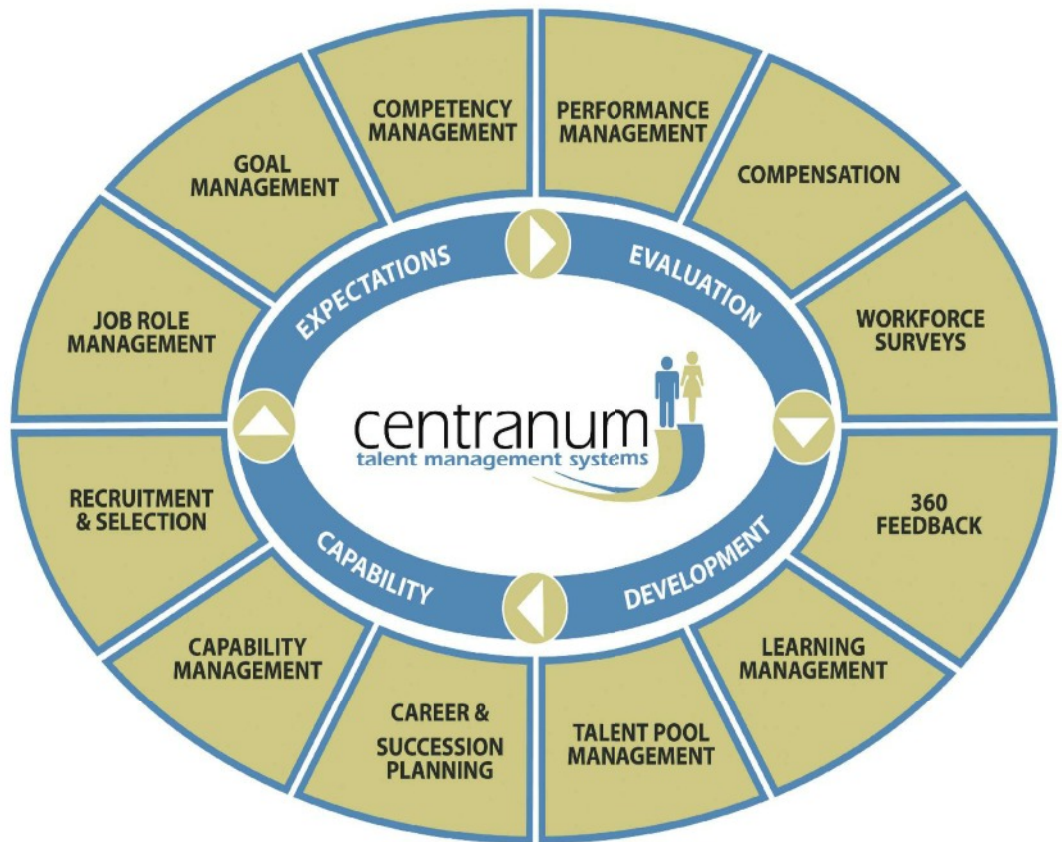 COMPETENCY
MANAGEMENT
PERFORMANCE
MANAGEMENT
COMPENSATION
WORKFORCE
SURVEYS
360
FEEDBACK
LEARNING
MANAGEMENT
TALENT POOL
MANAGEMENT
CAREER &
SUCCESSION
PLANNING
CAPABILITY
MANAGEMENT
RECRUITMENT
& SELECTION
JOB ROLE
MANAGEMENT
GOAL
MANAGEMENT
EXPECTATIONS
EVALUATION
DEVELOPMENT
CAPABILITY
centranum
talent management systems